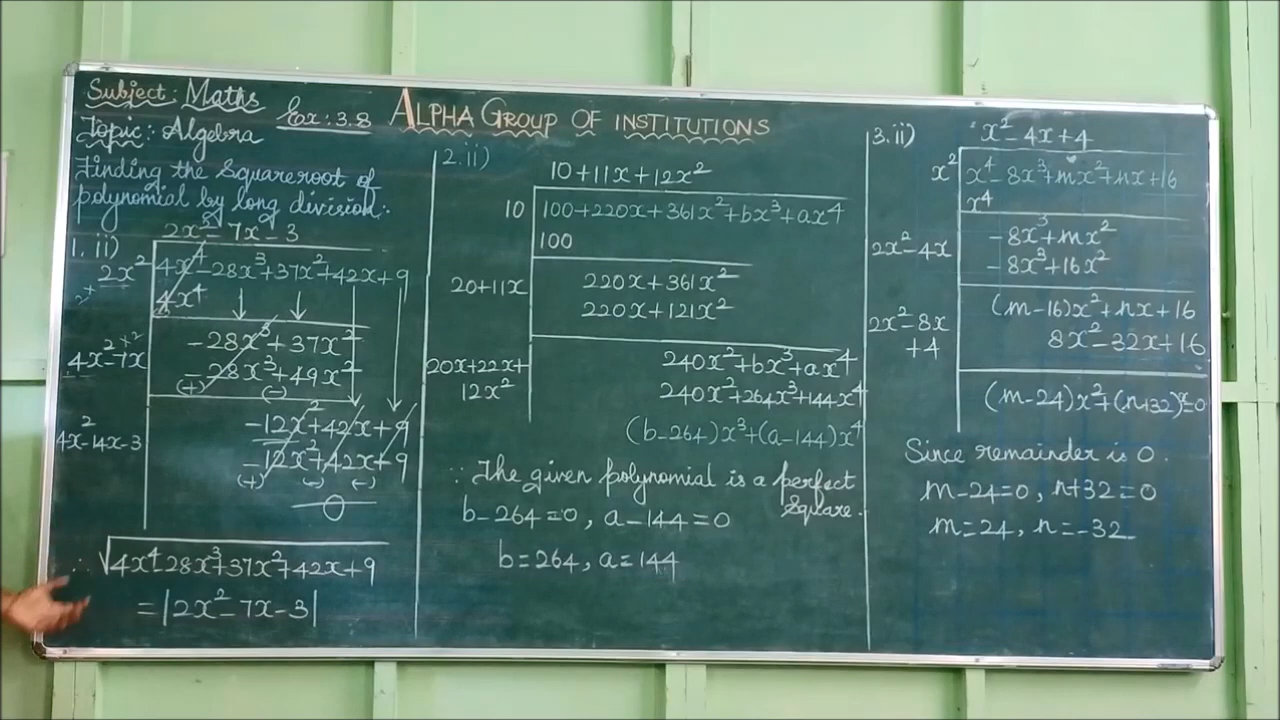 Subject: Maths
Ex: 3.8
ALPHA GROUP OF INSTITUTIONS
Topic: Algebra
Finding the Squareroot of
polynomial by long division:
1. ii)
2x² - 7x - 3
2x² | 4x⁴ - 28x³ + 37x² + 42x + 9
4x⁴
-28x³ + 37x²
4x² - 7x | -28x³ + 49x²
(+) (-)
-12x² + 42x + 9
4x² - 14x - 3 | -12x² + 42x + 9
(+) (-) (-)
0
∴ √4x⁴ - 28x³ + 37x² + 42x + 9
= |2x² - 7x - 3|
2. ii)
10 + 11x + 12x²
10 | 100 + 220x + 361x² + bx³ + ax⁴
100
20 + 11x | 220x + 361x²
220x + 121x²
20x + 22x + | 240x² + bx³ + ax⁴
12x² | 240x² + 264x³ + 144x⁴
(b - 264)x³ + (a - 144)x⁴
∵ The given polynomial is a perfect
Square.
b - 264 = 0, a - 144 = 0
b = 264, a = 144
3. ii)
x² - 4x + 4
x² | x⁴ - 8x³ + mx² + nx + 16
x⁴
2x² - 4x | -8x³ + mx²
-8x³ + 16x²
(m - 16)x² + nx + 16
2x² - 8x
+4 | 8x² - 32x + 16
(m - 24)x² + (n + 32)x = 0
Since remainder is 0.
m - 24 = 0, n + 32 = 0
m = 24, n = -32